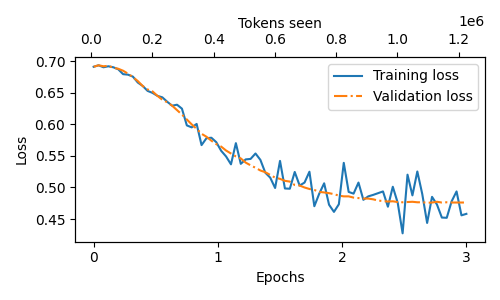 Tokens seen
0.0 0.2 0.4 0.6 0.8 1.0 1.2
1e6
0.70
0.65
0.60
0.55
0.50
0.45
Loss
Training loss
Validation loss
0 1 2 3
Epochs